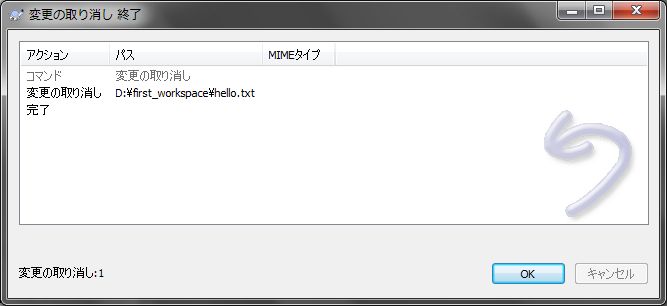 変更の取り消し 終了
アクション パス MIMEタイプ
コマンド 変更の取り消し
変更の取り消し D:¥first_workspace¥hello.txt
完了
変更の取り消し:1
OK キャンセル